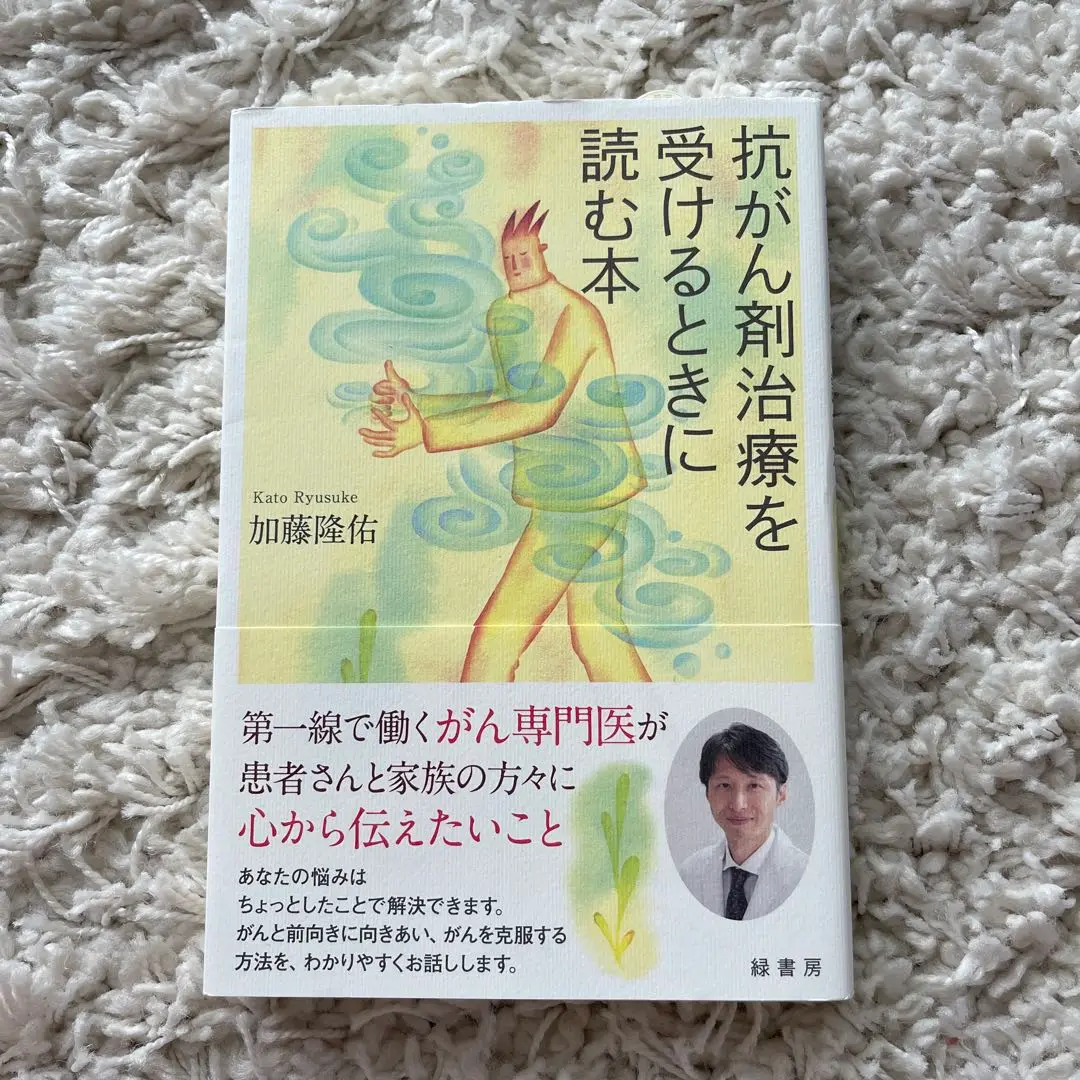 抗がん剤治療を
受けるときに
読む本
Kato Ryusuke
加藤隆佑
第一線で働くがん専門医が
患者さんと家族の方々に
心から伝えたいこと
あなたの悩みは
ちょっとしたことで解決できます。
がんと前向きに向きあい、がんを克服する
方法を、わかりやすくお話しします。
緑書房